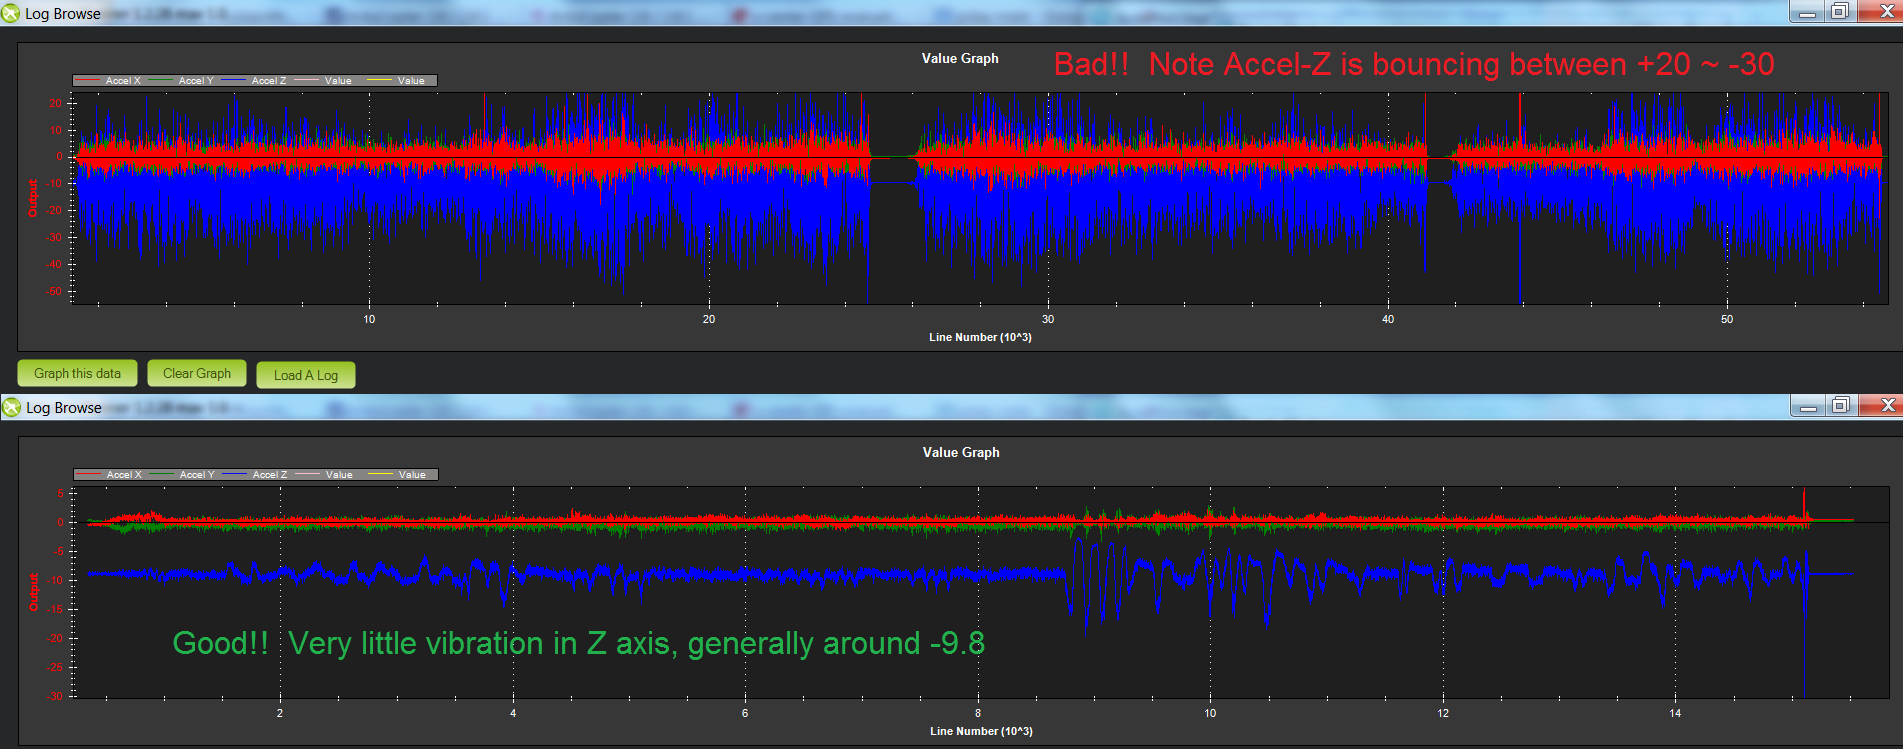 Log Browse
Value Graph
Bad!!  Note Accel-Z is bouncing between +20 ~ -30
Accel X Accel Y Accel Z Value Value
20
10
0
-10
-20
-30
-40
-50
Output
10 20 30 40 50
Line Number (10^3)
Graph this data Clear Graph Load A Log
Log Browse
Value Graph
Accel X Accel Y Accel Z Value Value
5
0
-5
-10
-15
-20
-25
-30
Output
Good!!  Very little vibration in Z axis, generally around -9.8
2 4 6 8 10 12 14
Line Number (10^3)